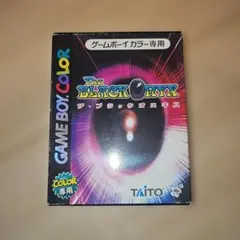 ゲームボーイ カラー専用
GAME BOY COLOR
The
BLACK ONYX
ザ・ブラックオニキス
COLOR
専用
TAITO